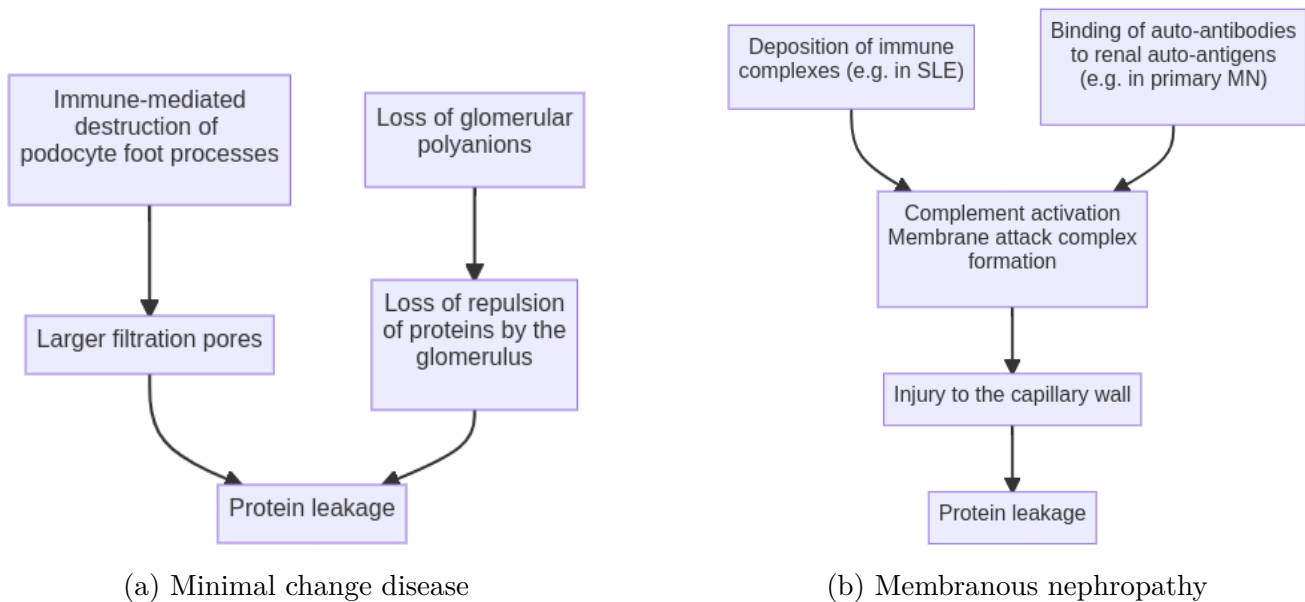 Immune-mediated
destruction of
podocyte foot processes
Loss of glomerular
polyanions
Larger filtration pores
Loss of repulsion
of proteins by the
glomerulus
Protein leakage
(a) Minimal change disease
Deposition of immune
complexes (e.g. in SLE)
Binding of auto-antibodies
to renal auto-antigens
(e.g. in primary MN)
Complement activation
Membrane attack complex
formation
Injury to the capillary wall
Protein leakage
(b) Membranous nephropathy